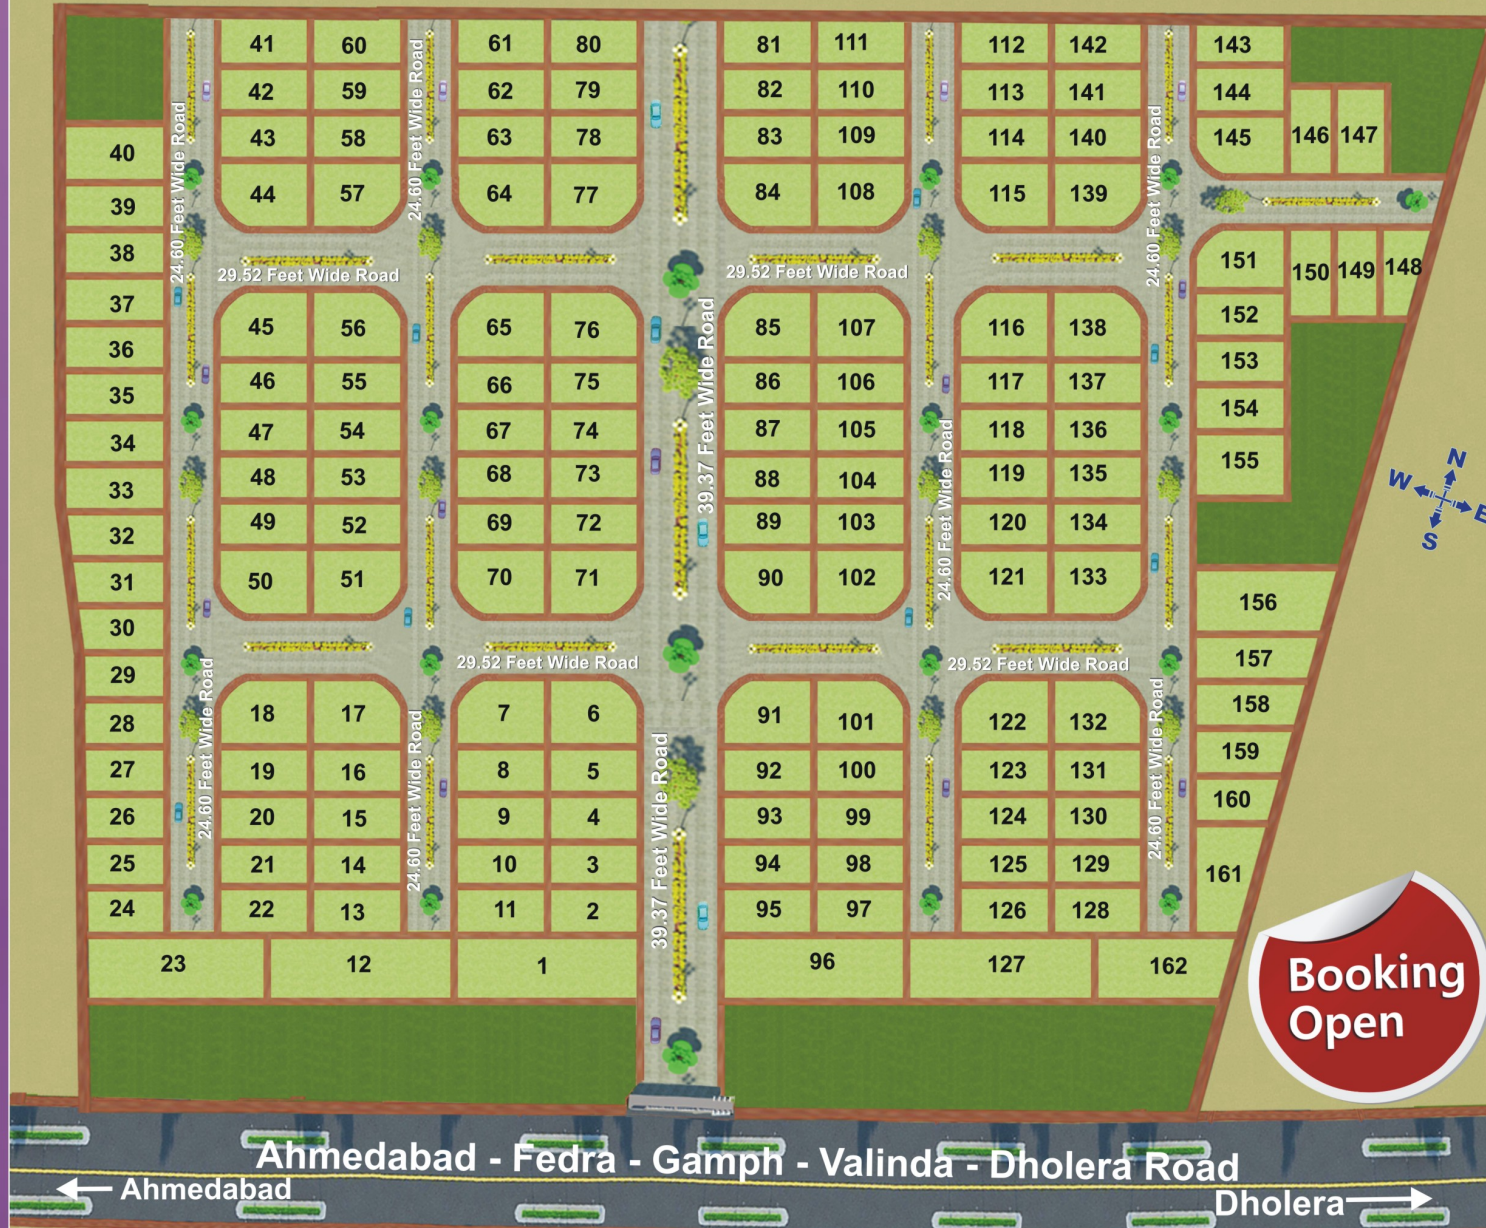 41 60 61 80 81 111 112 142 143
42 59 62 79 82 110 113 141 144
43 58 63 78 83 109 114 140 145 146 147
40
44 57 64 77 84 108 115 139
39
24.60 Feet Wide Road
24.60 Feet Wide Road
24.60 Feet Wide Road
38
29.52 Feet Wide Road
29.52 Feet Wide Road
151 150 149 148
37
45 56 65 76 85 107 116 138 152
36
46 55 66 75 86 106 117 137 153
35
47 54 67 74 87 105 118 136 154
34
39.37 Feet Wide Road
48 53 68 73 88 104 119 135 155
33
49 52 69 72 89 103 120 134
32
24.60 Feet Wide Road
50 51 70 71 90 102 121 133
31
156
30
29.52 Feet Wide Road
29.52 Feet Wide Road
157
29
18 17 7 6 91 101 122 132 158
28
24.60 Feet Wide Road
24.60 Feet Wide Road
39.37 Feet Wide Road
24.60 Feet Wide Road
27 19 16 8 5 92 100 123 131 159
160
26 20 15 9 4 93 99 124 130
25 21 14 10 3 94 98 125 129 161
24 22 13 11 2 95 97 126 128
23 12 1 96 127 162
N
W E
S
Booking
Open
Ahmedabad - Fedra - Gamph - Valinda - Dholera Road
Ahmedabad
Dholera